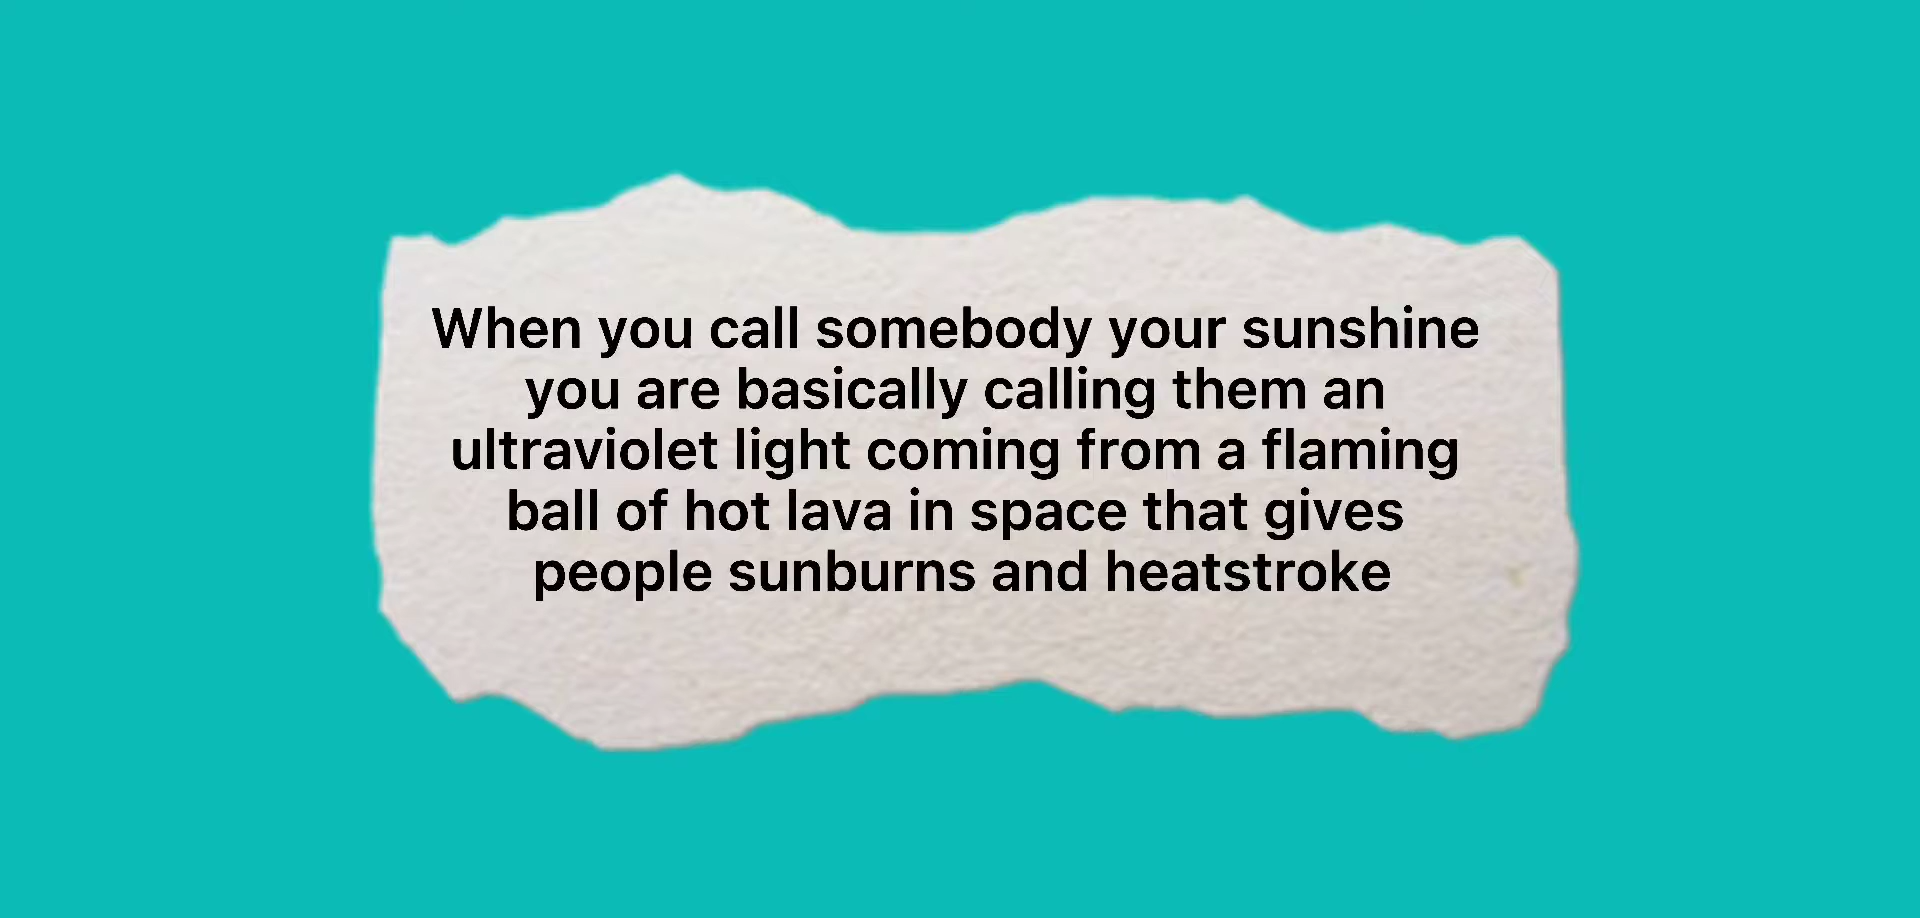 When you call somebody your sunshine
you are basically calling them an
ultraviolet light coming from a flaming
ball of hot lava in space that gives
people sunburns and heatstroke